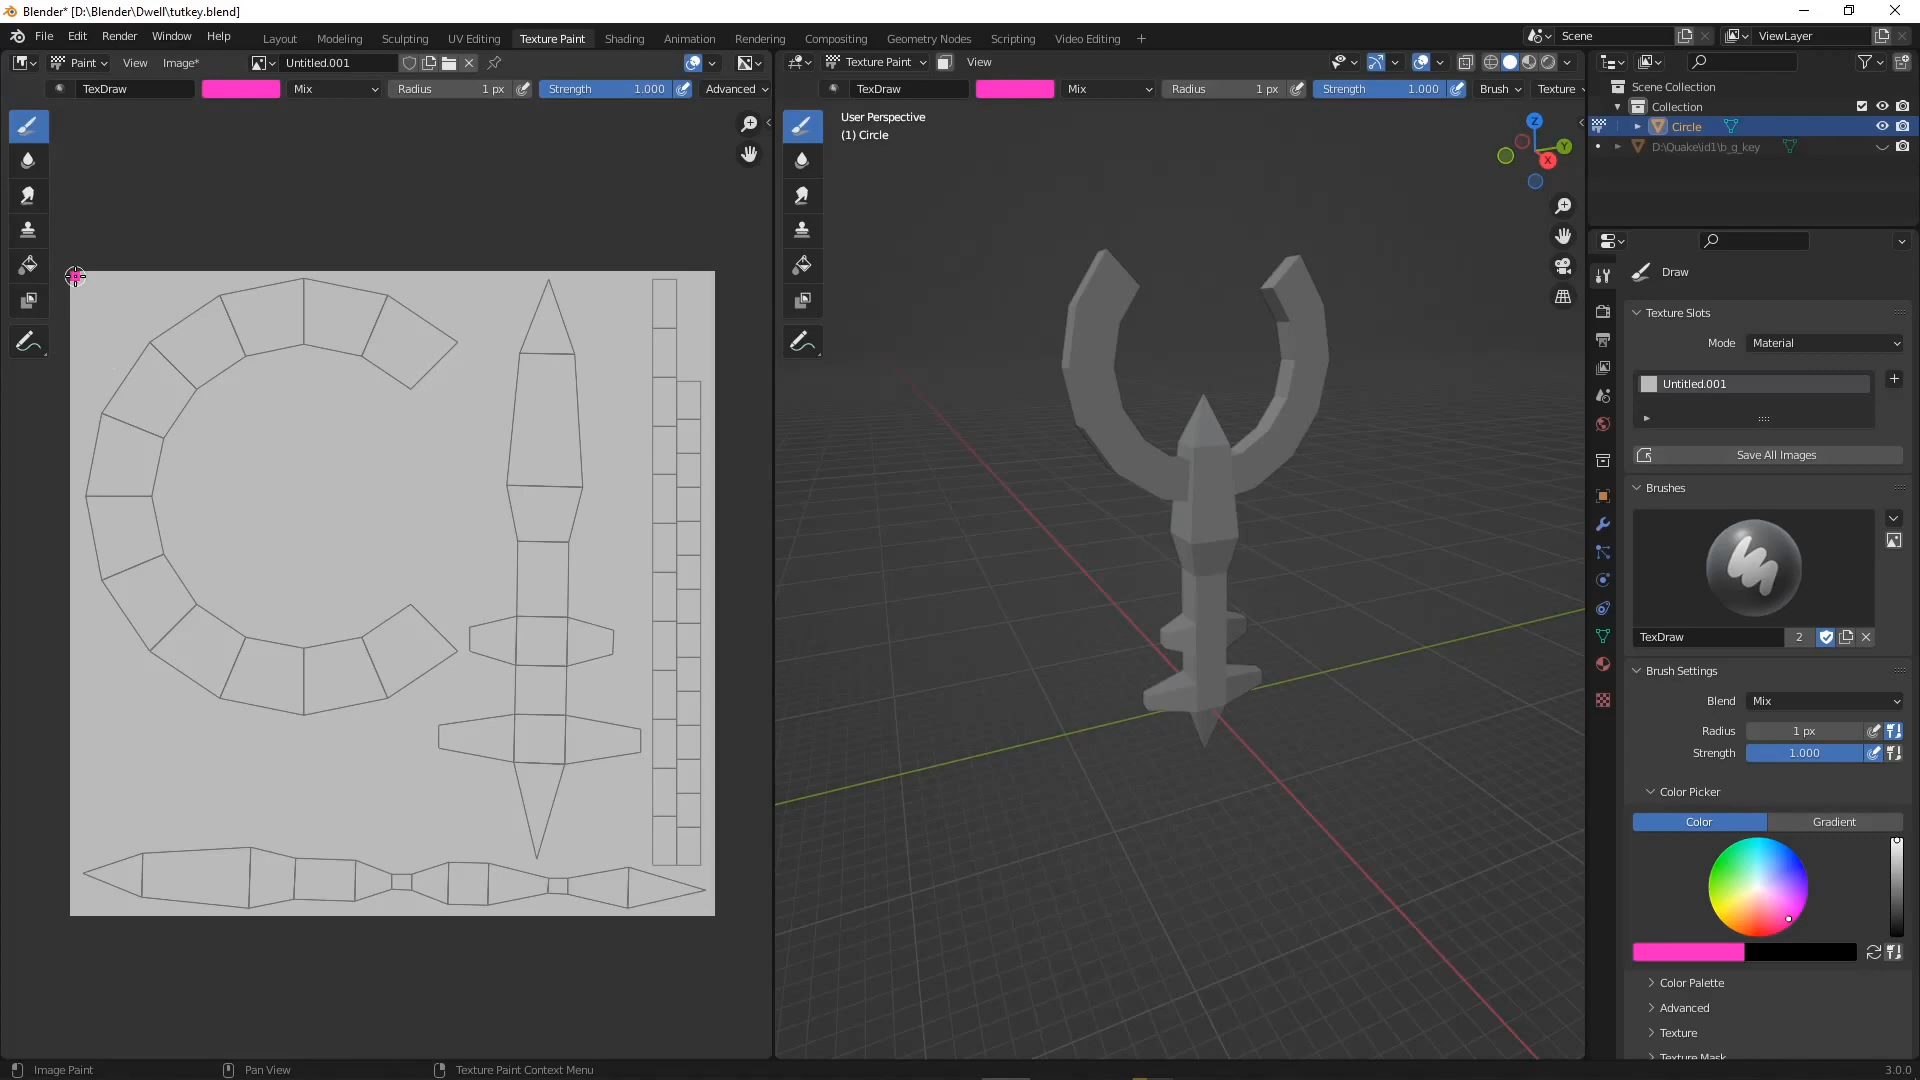 Blender* [D:\Blender\Dwell\tutkey.blend]
File Edit Render Window Help
Layout Modeling Sculpting UV Editing Texture Paint Shading Animation Rendering Compositing Geometry Nodes Scripting Video Editing +
Scene
ViewLayer
Paint View Image* Untitled.001
Texture Paint View
TexDraw Mix Radius 1 px Strength 1.000 Advanced
TexDraw Mix Radius 1 px Strength 1.000 Brush Texture
User Perspective
(1) Circle
Z
Y
X
Scene Collection
Collection
Circle
D:\Quake\id1\b_g_key
Draw
Texture Slots
Mode Material
Untitled.001
Save All Images
Brushes
TexDraw 2
Brush Settings
Blend Mix
Radius 1 px
Strength 1.000
Color Picker
Color Gradient
Color Palette
Advanced
Texture
Texture Mask
Image Paint Pan View Texture Paint Context Menu 3.0.0